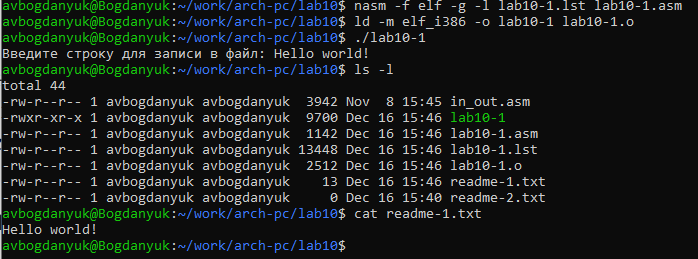 avbogdanyuk@Bogdanyuk:~/work/arch-pc/lab10$ nasm -f elf -g -l lab10-1.lst lab10-1.asm
avbogdanyuk@Bogdanyuk:~/work/arch-pc/lab10$ ld -m elf_i386 -o lab10-1 lab10-1.o
avbogdanyuk@Bogdanyuk:~/work/arch-pc/lab10$ ./lab10-1
Введите строку для записи в файл: Hello world!
avbogdanyuk@Bogdanyuk:~/work/arch-pc/lab10$ ls -l
total 44
-rw-r--r-- 1 avbogdanyuk avbogdanyuk  3942 Nov  8 15:45 in_out.asm
-rwxr-xr-x 1 avbogdanyuk avbogdanyuk  9700 Dec 16 15:46 lab10-1
-rw-r--r-- 1 avbogdanyuk avbogdanyuk  1142 Dec 16 15:46 lab10-1.asm
-rw-r--r-- 1 avbogdanyuk avbogdanyuk 13448 Dec 16 15:46 lab10-1.lst
-rw-r--r-- 1 avbogdanyuk avbogdanyuk  2512 Dec 16 15:46 lab10-1.o
-rw-r--r-- 1 avbogdanyuk avbogdanyuk    13 Dec 16 15:46 readme-1.txt
-rw-r--r-- 1 avbogdanyuk avbogdanyuk     0 Dec 16 15:40 readme-2.txt
avbogdanyuk@Bogdanyuk:~/work/arch-pc/lab10$ cat readme-1.txt
Hello world!
avbogdanyuk@Bogdanyuk:~/work/arch-pc/lab10$